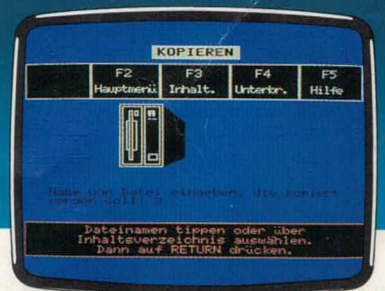 KOPIEREN
F2 F3 F4 F5
Hauptmenü Inhalt. Unterbr. Hilfe
Name von Datei eingeben, die kopiert
werden soll:
Dateinamen tippen oder über
Inhaltsverzeichnis auswählen.
Dann auf RETURN drücken.